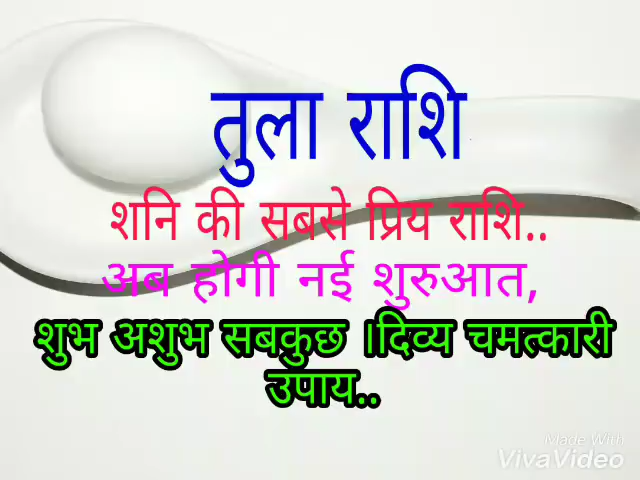 तुला राशि
शनि की सबसे प्रिय राशि..
अब होगी नई शुरुआत,
शुभ अशुभ सबकुछ ।दिव्य चमत्कारी
उपाय..
Made With
VivaVideo